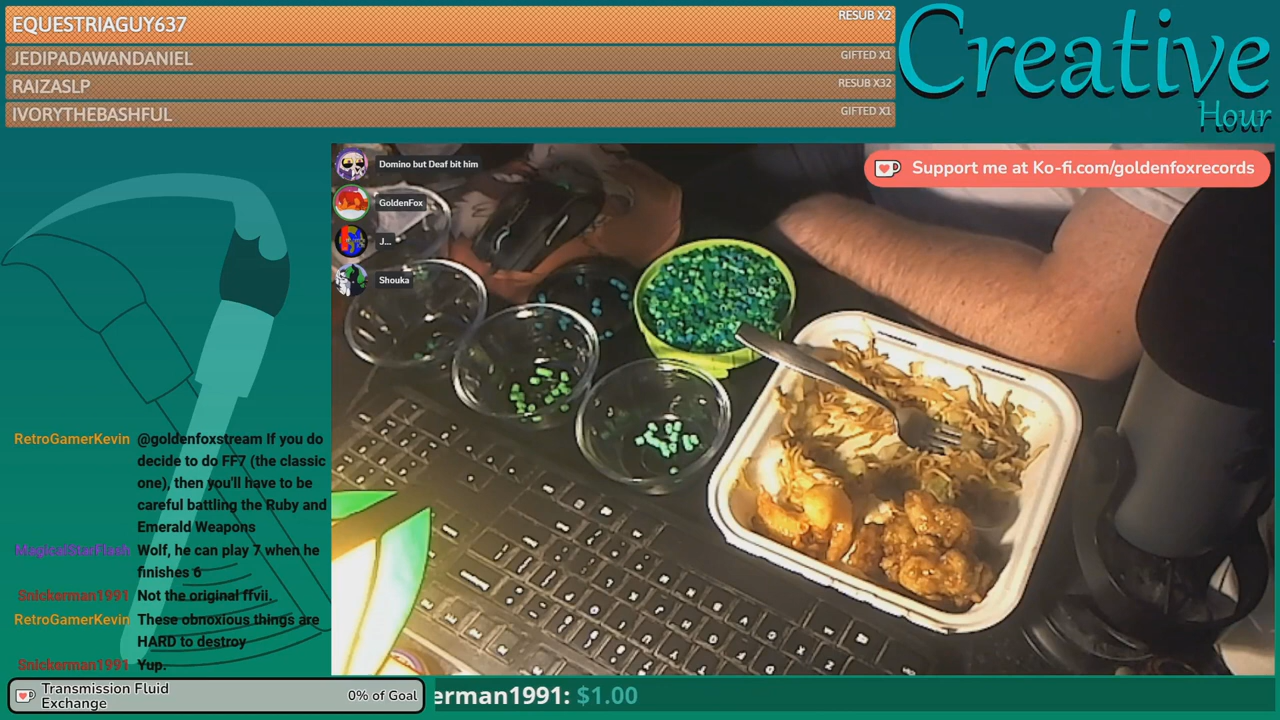 EQUESTRIAGUY637
RESUB X2
JEDIPADAWANDANIEL
GIFTED X1
RAIZASLP
RESUB X32
IVORYTHEBASHFUL
GIFTED X1
Creative
Hour
Domino but Deaf bit him
GoldenFox
J...
Shouka
Support me at Ko-fi.com/goldenfoxrecords
RetroGamerKevin @goldenfoxstream If you do
decide to do FF7 (the classic
one), then you'll have to be
careful battling the Ruby and
Emerald Weapons
MagicalStarFlash Wolf, he can play 7 when he
finishes 6
Snickerman1991 Not the original ffvii.
RetroGamerKevin These obnoxious things are
HARD to destroy
Snickerman1991 Yup.
Transmission Fluid
Exchange
0% of Goal
erman1991: $1.00